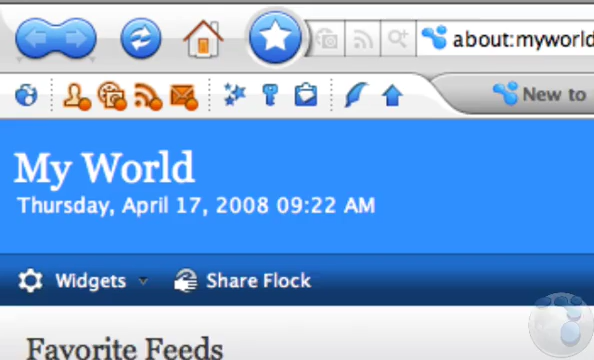 about:myworld
New to
My World
Thursday, April 17, 2008 09:22 AM
Widgets
Share Flock
Favorite Feeds